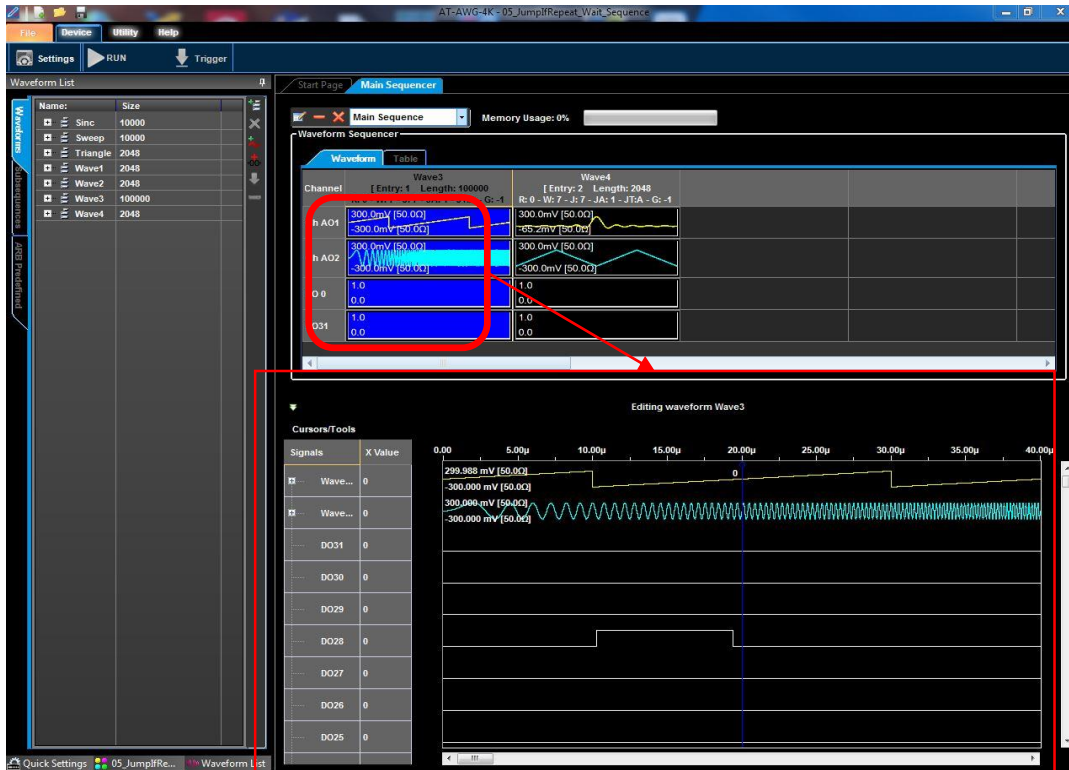 AT-AWG-4K - 05_JumpIfRepeat_Wait_Sequence
File Device Utility Help
Settings RUN Trigger
Waveform List
Start Page Main Sequencer
Waveforms
Subsequences
ARB Predefined
Name: Size
Sinc 10000
Sweep 10000
Triangle 2048
Wave1 2048
Wave2 2048
Wave3 100000
Wave4 2048
Main Sequence Memory Usage: 0%
Waveform Sequencer
Waveform Table
Channel
Wave3
[ Entry: 1 Length: 100000
G: -1
Wave4
[ Entry: 2 Length: 2048
R: 0 - W: 7 - J: 7 - JA: 1 - JT:A - G: -1
h AO1
300.0mV [50.0Ω]
-300.0mV [50.0Ω]
300.0mV [50.0Ω]
-65.2mV [50.0Ω]
h AO2
300.0mV [50.0Ω]
-300.0mV [50.0Ω]
300.0mV [50.0Ω]
-300.0mV [50.0Ω]
O 0
1.0
0.0
1.0
0.0
O31
1.0
0.0
1.0
0.0
Editing waveform Wave3
Cursors/Tools
Signals X Value
0.00 5.00µ 10.00µ 15.00µ 20.00µ 25.00µ 30.00µ 35.00µ 40.00µ
Wave... 0
299.988 mV [50.0Ω]
-300.000 mV [50.0Ω]
0
Wave... 0
300.000 mV [50.0Ω]
-300.000 mV [50.0Ω]
DO31 0
DO30 0
DO29 0
DO28 0
DO27 0
DO26 0
DO25 0
Quick Settings 05_JumpIfRe... Waveform List